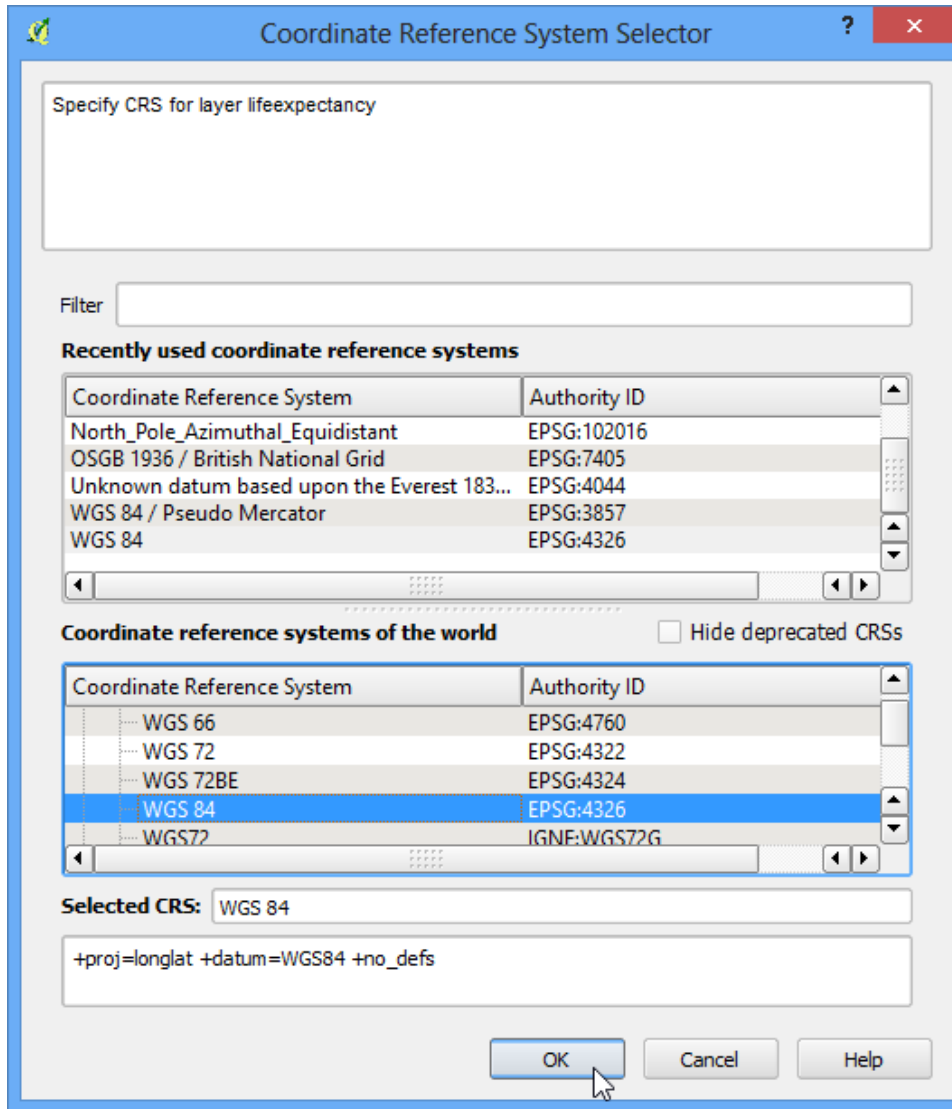 Coordinate Reference System Selector ?
Specify CRS for layer lifeexpectancy
Filter
Recently used coordinate reference systems
Coordinate Reference System Authority ID
North_Pole_Azimuthal_Equidistant EPSG:102016
OSGB 1936 / British National Grid EPSG:7405
Unknown datum based upon the Everest 183... EPSG:4044
WGS 84 / Pseudo Mercator EPSG:3857
WGS 84 EPSG:4326
Coordinate reference systems of the world Hide deprecated CRSs
Coordinate Reference System Authority ID
WGS 66 EPSG:4760
WGS 72 EPSG:4322
WGS 72BE EPSG:4324
WGS 84 EPSG:4326
WGS72 IGNF:WGS72G
Selected CRS: WGS 84
+proj=longlat +datum=WGS84 +no_defs
OK Cancel Help